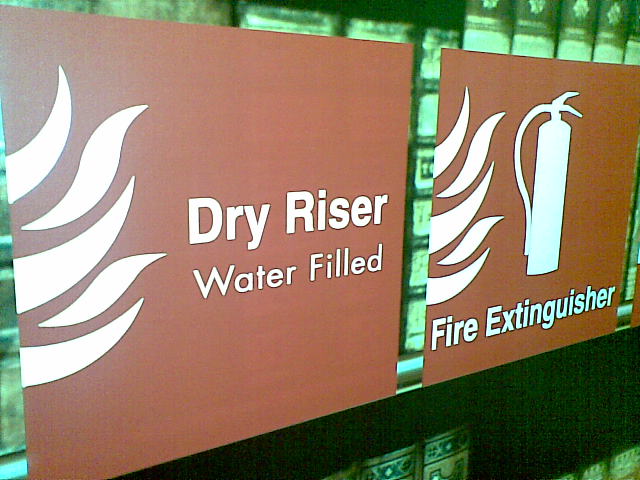 Dry Riser
Water Filled
Fire Extinguisher